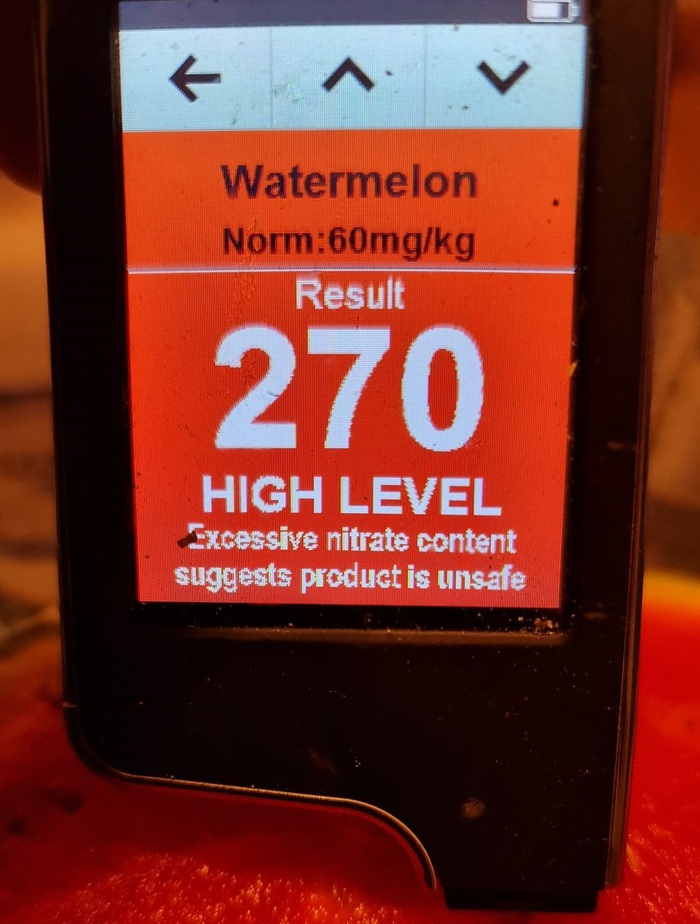 Watermelon
Norm:60mg/kg
Result
270
HIGH LEVEL
Excessive nitrate content
suggests product is unsafe